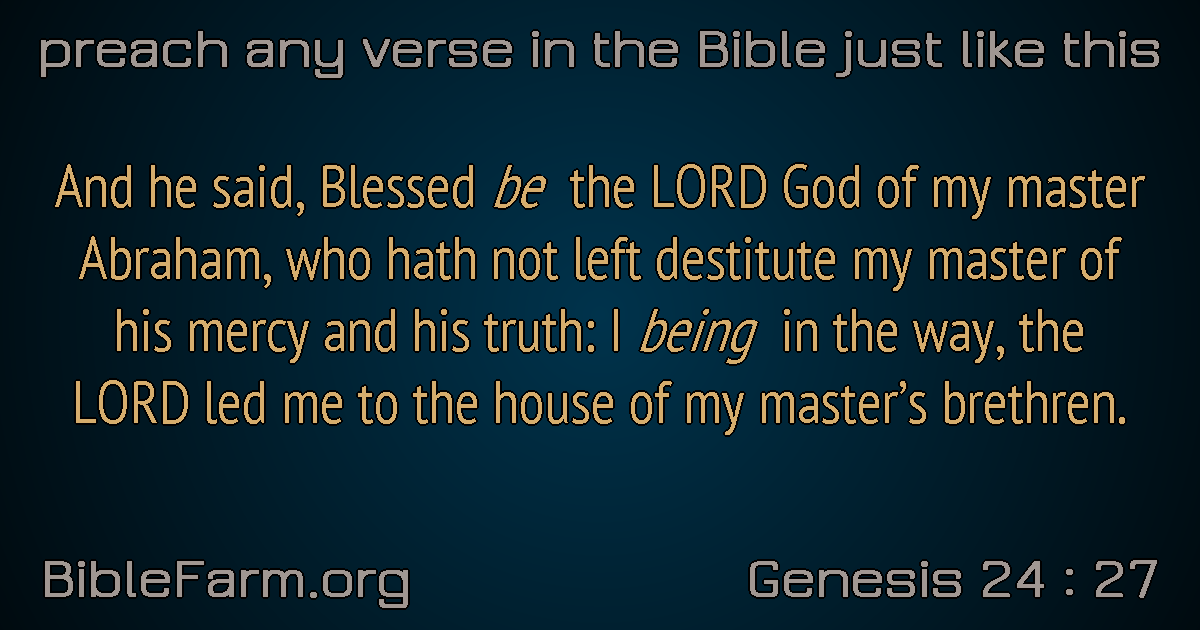 preach any verse in the Bible just like this
And he said, Blessed be the LORD God of my master
Abraham, who hath not left destitute my master of
his mercy and his truth: I being in the way, the
LORD led me to the house of my master’s brethren.
BibleFarm.org
Genesis 24 : 27